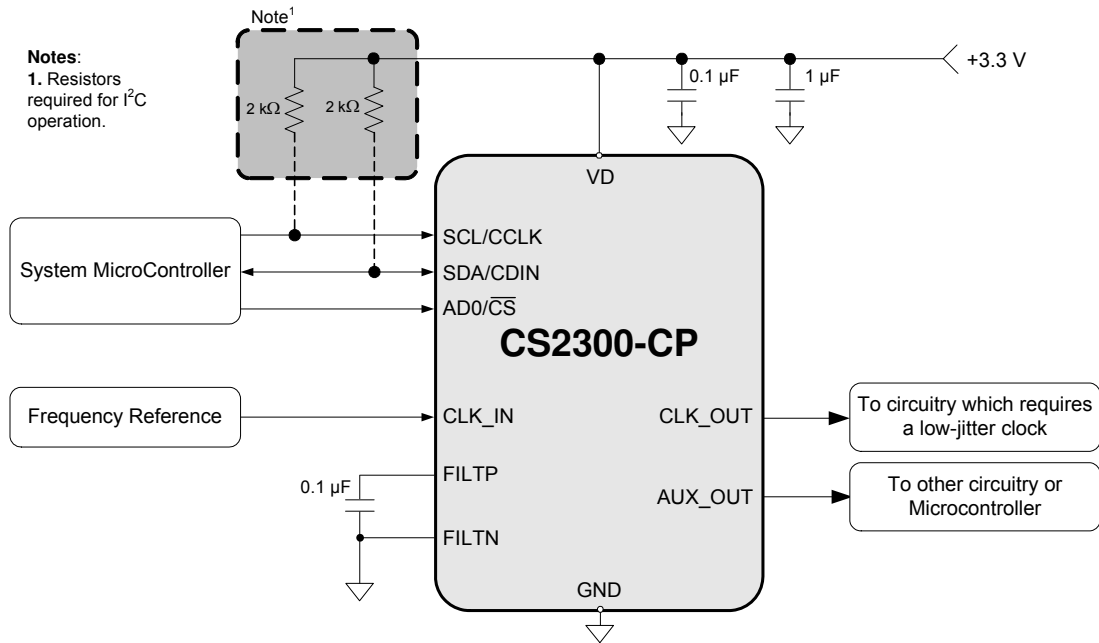 Note¹
Notes:
1. Resistors
required for I²C
operation.
2 kΩ
2 kΩ
0.1 µF
1 µF
+3.3 V
VD
System MicroController
SCL/CCLK
SDA/CDIN
AD0/C̅S̅
CS2300-CP
Frequency Reference
CLK_IN
CLK_OUT
To circuitry which requires
a low-jitter clock
0.1 µF
FILTP
FILTN
AUX_OUT
To other circuitry or
Microcontroller
GND